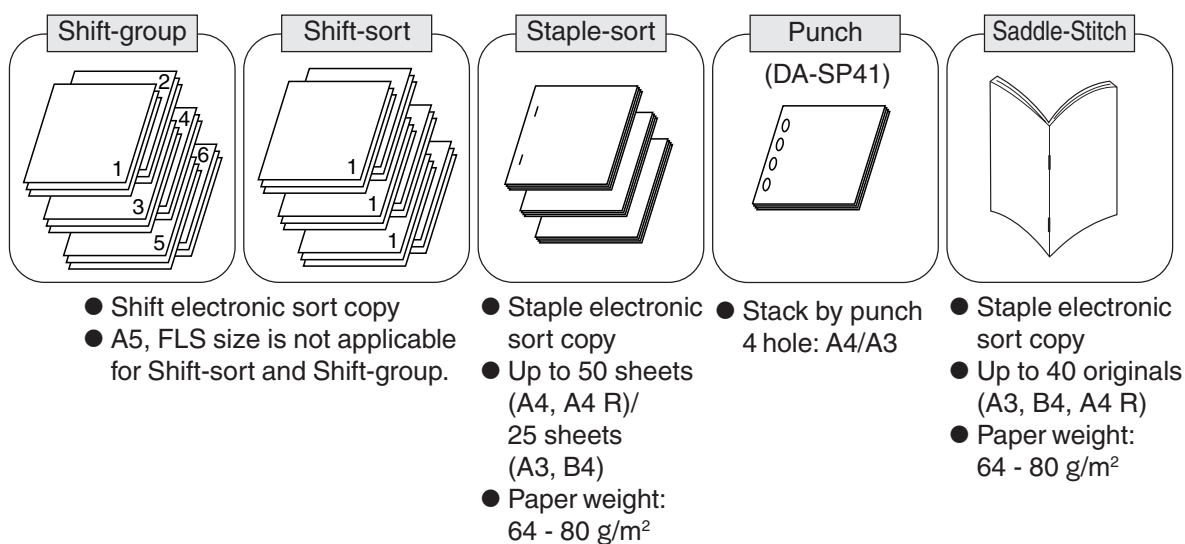 Shift-group
2
4
6
1
3
5
Shift-sort
1
1
1
Staple-sort
Punch
(DA-SP41)
Saddle-Stitch
● Shift electronic sort copy
● A5, FLS size is not applicable
for Shift-sort and Shift-group.
● Staple electronic
sort copy
● Up to 50 sheets
(A4, A4 R)/
25 sheets
(A3, B4)
● Paper weight:
64 - 80 g/m²
● Stack by punch
4 hole: A4/A3
● Staple electronic
sort copy
● Up to 40 originals
(A3, B4, A4 R)
● Paper weight:
64 - 80 g/m²